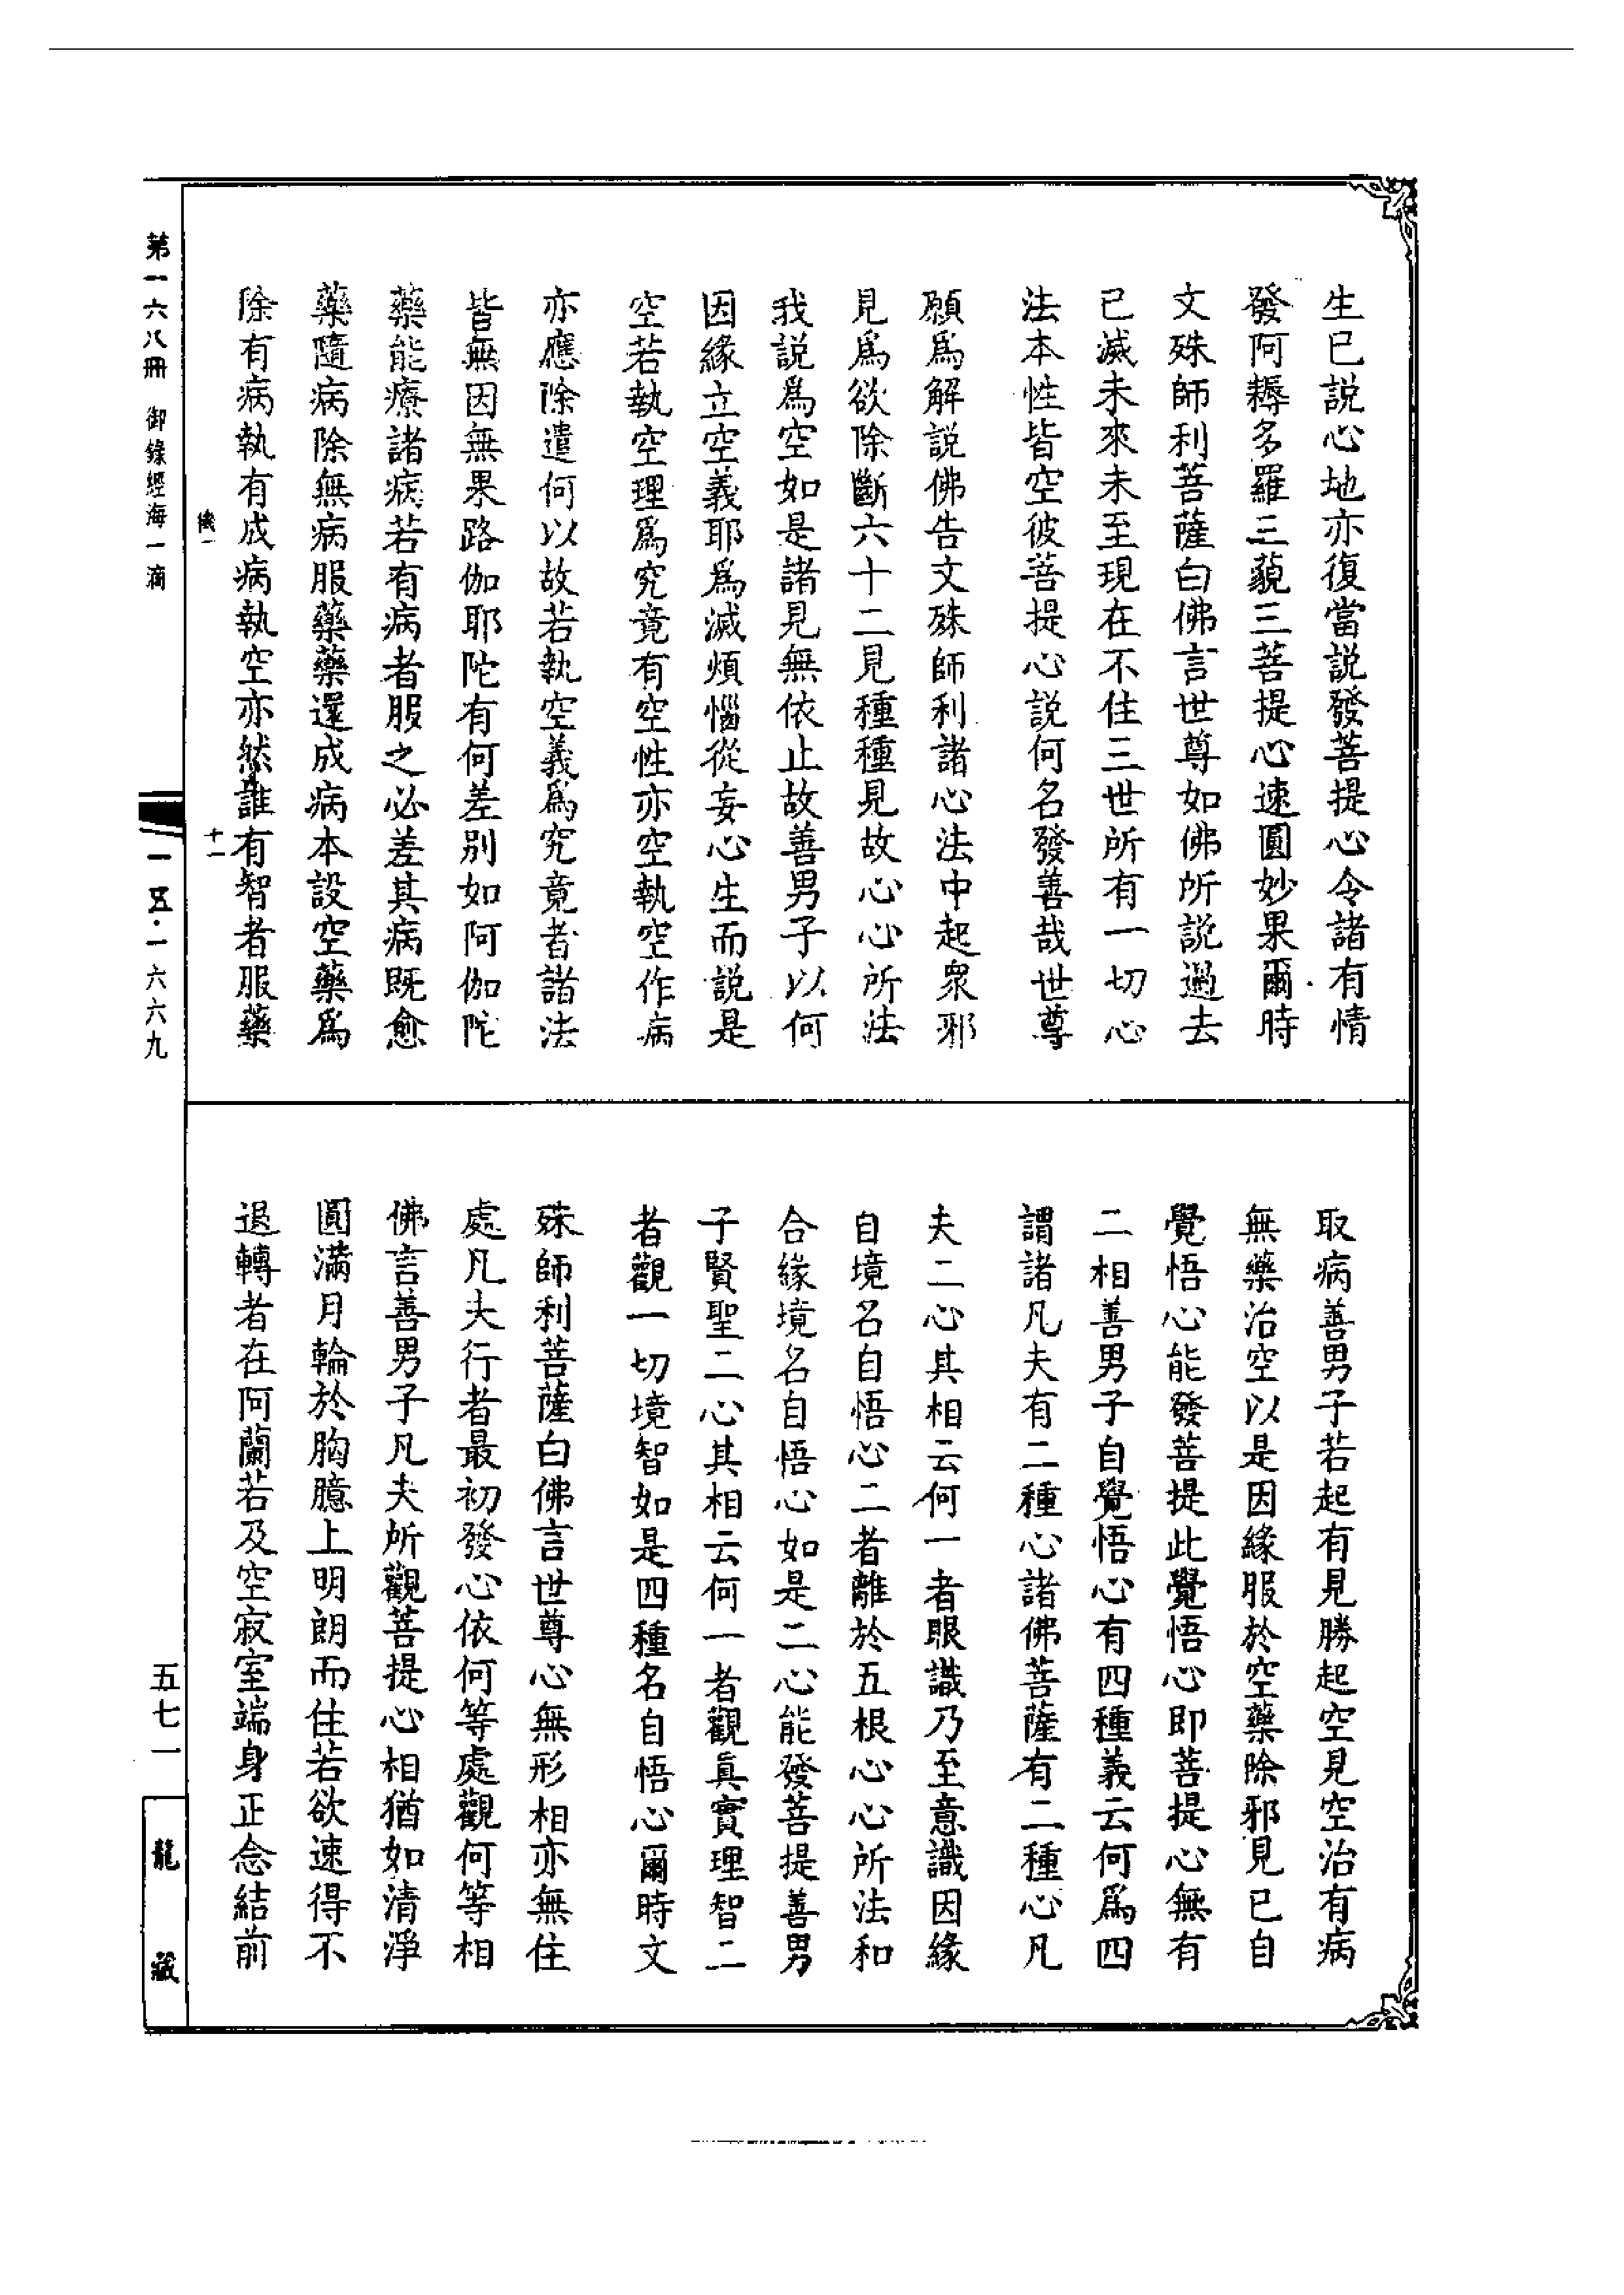 生已說心地亦復當說發菩提心令諸有情
發阿耨多羅三藐三菩提心速圓妙果爾時
文殊師利菩薩白佛言世尊如佛所說過去
已滅未來未至現在不住三世所有一切心
法本性皆空彼菩提心說何名發善哉世尊
願爲解說佛告文殊師利諸心法中起衆邪
見爲欲除斷六十二見種種見故心心所法
我說爲空如是諸見無依止故善男子以何
因緣立空義耶爲滅煩惱從妄心生而說是
空若執空理爲究竟有空性亦空執空作病
亦應除遣何以故若執空義爲究竟者諸法
皆無因無果路伽耶陀有何差別如阿伽陀
藥能療諸病若有病者服之必差其病既愈
藥隨病除無病服藥藥還成病本設空藥爲
除有病執有成病執空亦然誰有智者服藥
取病善男子若起有見勝起空見空治有病
無藥治空以是因緣服於空藥除邪見已自
覺悟心能發菩提此覺悟心即菩提心無有
二相善男子自覺悟心有四種義云何爲四
謂諸凡夫有二種心諸佛菩薩有二種心凡
夫二心其相云何一者眼識乃至意識因緣
自境名自悟心二者離於五根心心所法和
合緣境名自悟心如是二心能發菩提善男
子賢聖二心其相云何一者觀眞實理智二
者觀一切境智如是四種名自悟心爾時文
殊師利菩薩白佛言世尊心無形相亦無住
處凡夫行者最初發心依何等處觀何等相
佛言善男子凡夫所觀菩提心相猶如清淨
圓滿月輪於胸臆上明朗而住若欲速得不
退轉者在阿蘭若及空寂室端身正念結前
機一
十一
第一六八冊 御錄經海一滴
一五·一六六九
五七一
龍藏